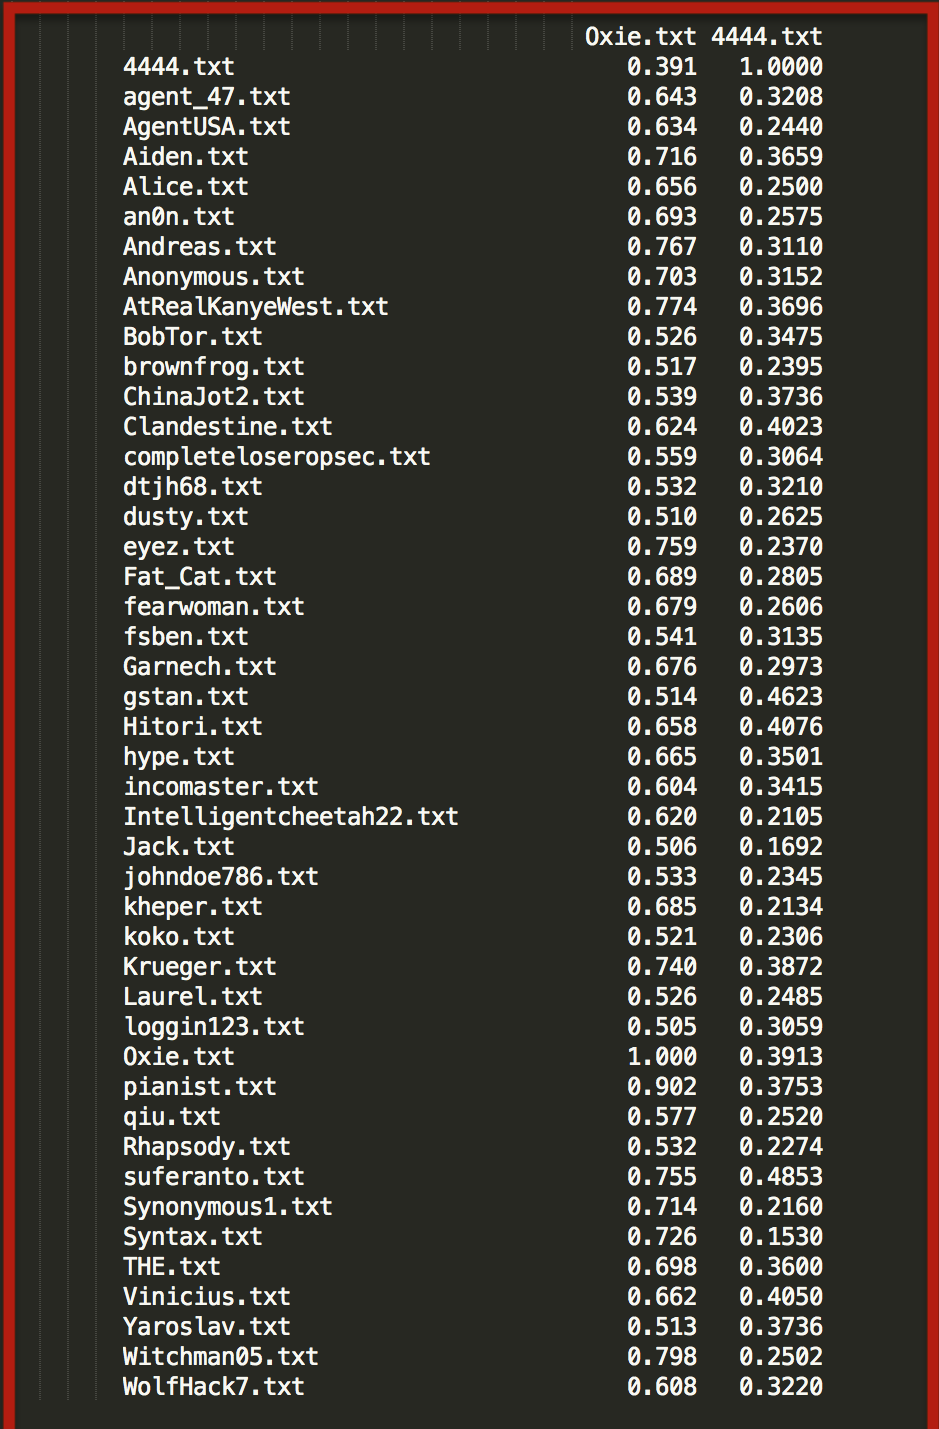 Oxie.txt 4444.txt
4444.txt 0.391 1.0000
agent_47.txt 0.643 0.3208
AgentUSA.txt 0.634 0.2440
Aiden.txt 0.716 0.3659
Alice.txt 0.656 0.2500
an0n.txt 0.693 0.2575
Andreas.txt 0.767 0.3110
Anonymous.txt 0.703 0.3152
AtRealKanyeWest.txt 0.774 0.3696
BobTor.txt 0.526 0.3475
brownfrog.txt 0.517 0.2395
ChinaJot2.txt 0.539 0.3736
Clandestine.txt 0.624 0.4023
completeloseropsec.txt 0.559 0.3064
dtjh68.txt 0.532 0.3210
dusty.txt 0.510 0.2625
eyez.txt 0.759 0.2370
Fat_Cat.txt 0.689 0.2805
fearwoman.txt 0.679 0.2606
fsben.txt 0.541 0.3135
Garnech.txt 0.676 0.2973
gstan.txt 0.514 0.4623
Hitori.txt 0.658 0.4076
hype.txt 0.665 0.3501
incomaster.txt 0.604 0.3415
Intelligentcheetah22.txt 0.620 0.2105
Jack.txt 0.506 0.1692
johndoe786.txt 0.533 0.2345
kheper.txt 0.685 0.2134
koko.txt 0.521 0.2306
Krueger.txt 0.740 0.3872
Laurel.txt 0.526 0.2485
loggin123.txt 0.505 0.3059
Oxie.txt 1.000 0.3913
pianist.txt 0.902 0.3753
qiu.txt 0.577 0.2520
Rhapsody.txt 0.532 0.2274
suferanto.txt 0.755 0.4853
Synonymous1.txt 0.714 0.2160
Syntax.txt 0.726 0.1530
THE.txt 0.698 0.3600
Vinicius.txt 0.662 0.4050
Yaroslav.txt 0.513 0.3736
Witchman05.txt 0.798 0.2502
WolfHack7.txt 0.608 0.3220